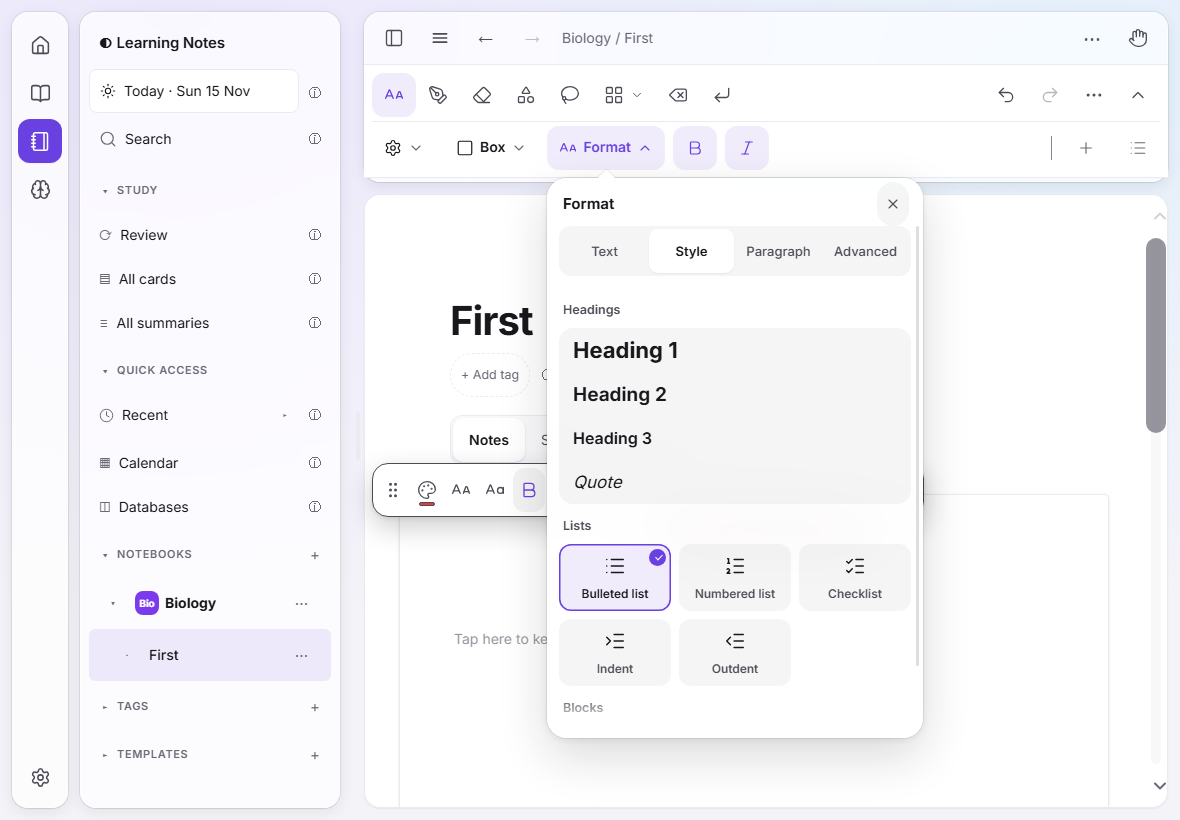 Learning Notes
Today · Sun 15 Nov
Search
STUDY
Review
All cards
All summaries
QUICK ACCESS
Recent
Calendar
Databases
NOTEBOOKS
Bio Biology
First
TAGS
TEMPLATES
Biology / First
Box
AA Format
B
I
Format
Text Style Paragraph Advanced
First
+ Add tag
Notes
Headings
Heading 1
Heading 2
Heading 3
Quote
Aa
B
Lists
Bulleted list
Numbered list
Checklist
Indent
Outdent
Tap here to ke
Blocks